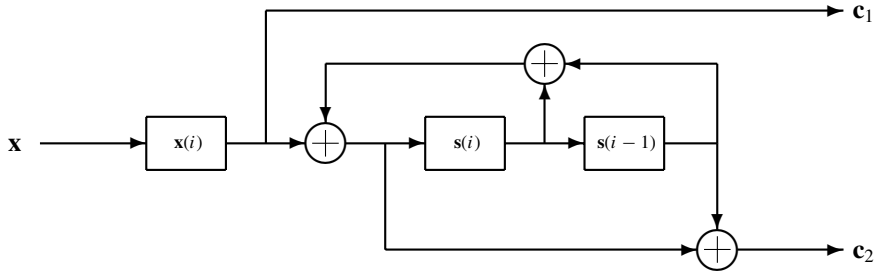 c₁
x
x(i)
s(i)
s(i − 1)
c₂